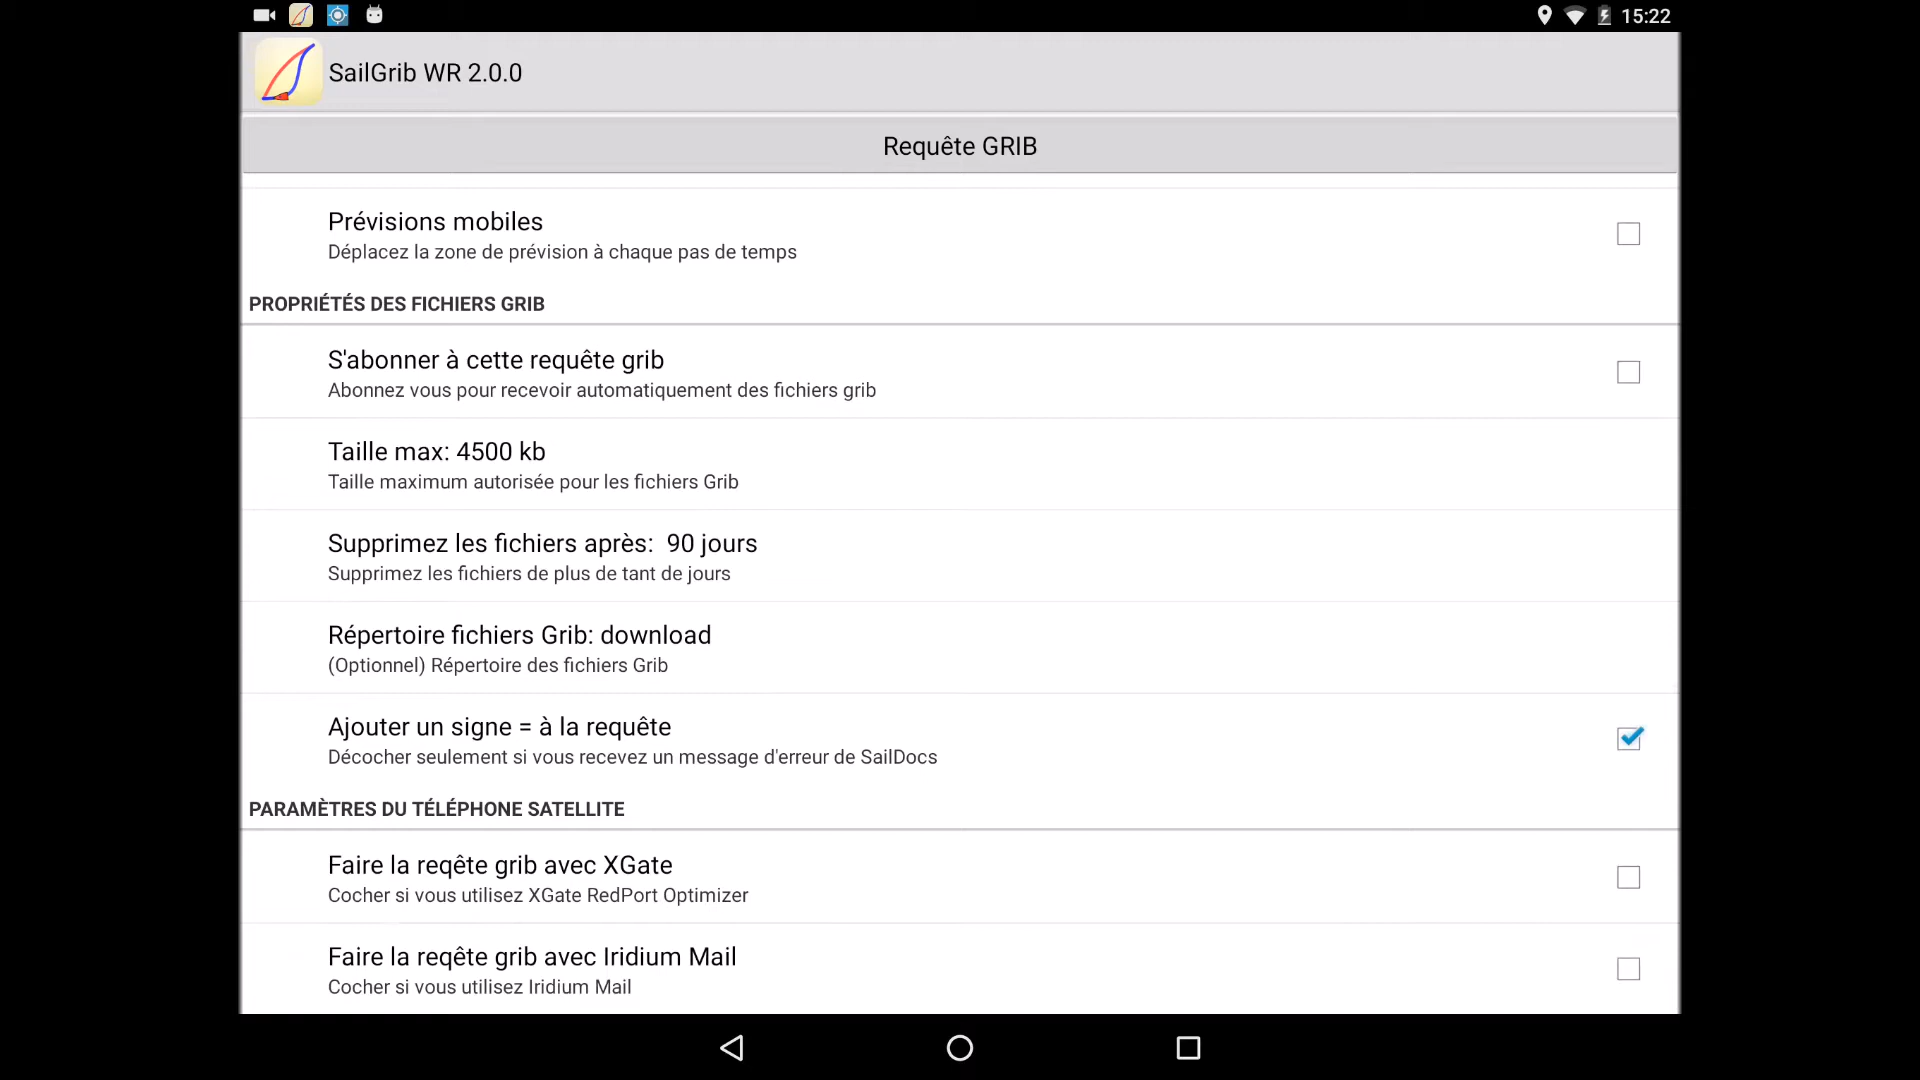 15:22
SailGrib WR 2.0.0
Requête GRIB
Prévisions mobiles
Déplacez la zone de prévision à chaque pas de temps
PROPRIÉTÉS DES FICHIERS GRIB
S'abonner à cette requête grib
Abonnez vous pour recevoir automatiquement des fichiers grib
Taille max: 4500 kb
Taille maximum autorisée pour les fichiers Grib
Supprimez les fichiers après:  90 jours
Supprimez les fichiers de plus de tant de jours
Répertoire fichiers Grib: download
(Optionnel) Répertoire des fichiers Grib
Ajouter un signe = à la requête
Décocher seulement si vous recevez un message d'erreur de SailDocs
PARAMÈTRES DU TÉLÉPHONE SATELLITE
Faire la reqête grib avec XGate
Cocher si vous utilisez XGate RedPort Optimizer
Faire la reqête grib avec Iridium Mail
Cocher si vous utilisez Iridium Mail